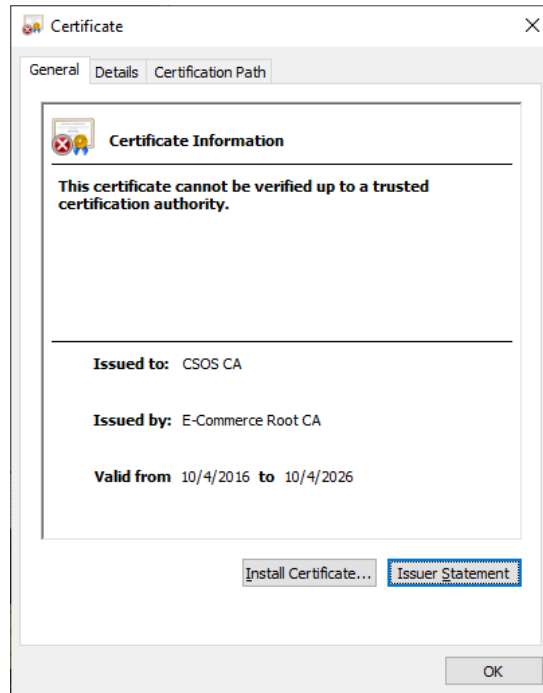 Certificate
General Details Certification Path
Certificate Information
This certificate cannot be verified up to a trusted
certification authority.
Issued to: CSOS CA
Issued by: E-Commerce Root CA
Valid from 10/4/2016 to 10/4/2026
Install Certificate... Issuer Statement
OK